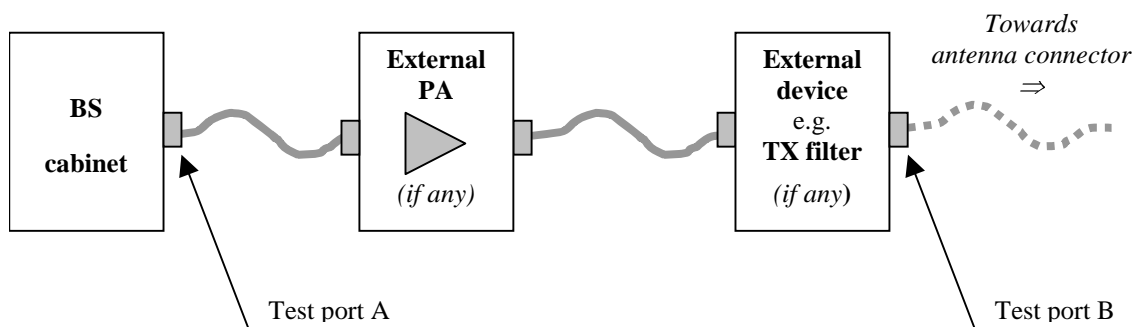 BS
cabinet
External
PA
(if any)
External
device
e.g.
TX filter
(if any)
Towards
antenna connector
⇒
Test port A
Test port B